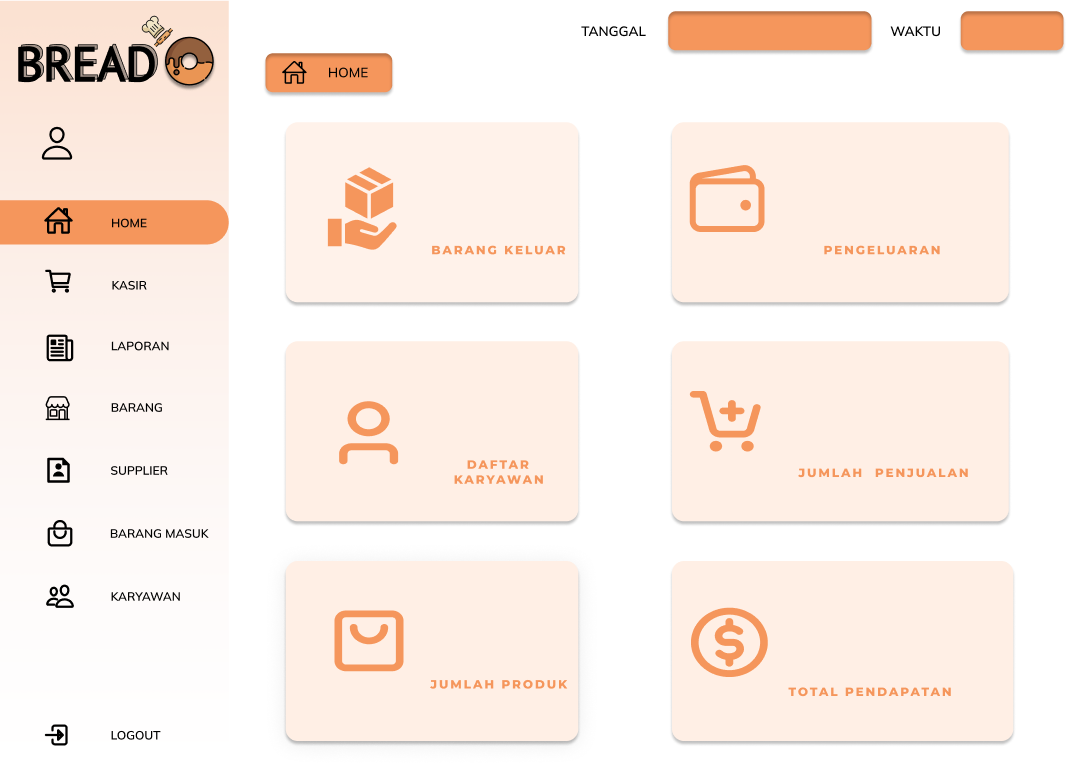 BREAD
TANGGAL
WAKTU
HOME
HOME
KASIR
LAPORAN
BARANG
SUPPLIER
BARANG MASUK
KARYAWAN
LOGOUT
BARANG KELUAR
PENGELUARAN
DAFTAR
KARYAWAN
JUMLAH PENJUALAN
JUMLAH PRODUK
TOTAL PENDAPATAN